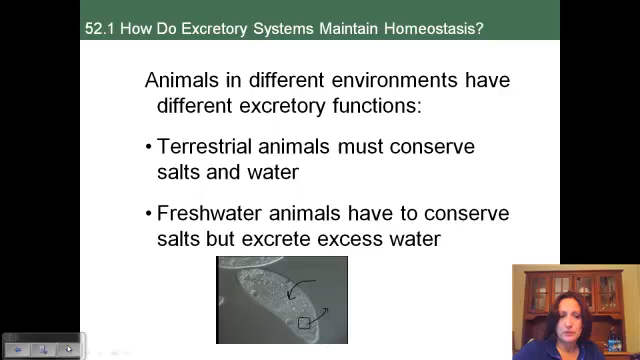 52.1 How Do Excretory Systems Maintain Homeostasis?
Animals in different environments have
different excretory functions:
• Terrestrial animals must conserve
salts and water
• Freshwater animals have to conserve
salts but excrete excess water